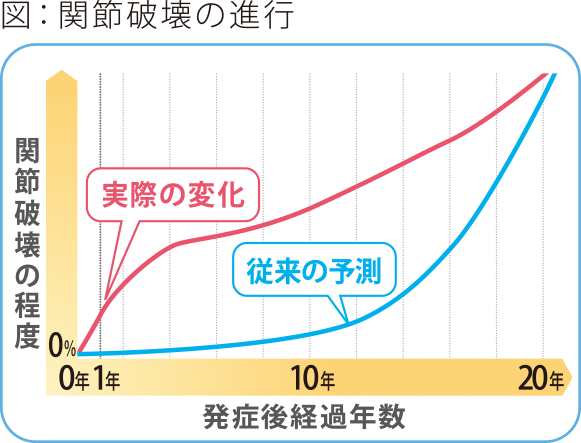 図：関節破壊の進行
関節破壊の程度
実際の変化
従来の予測
0%
0年 1年 10年 20年
発症後経過年数